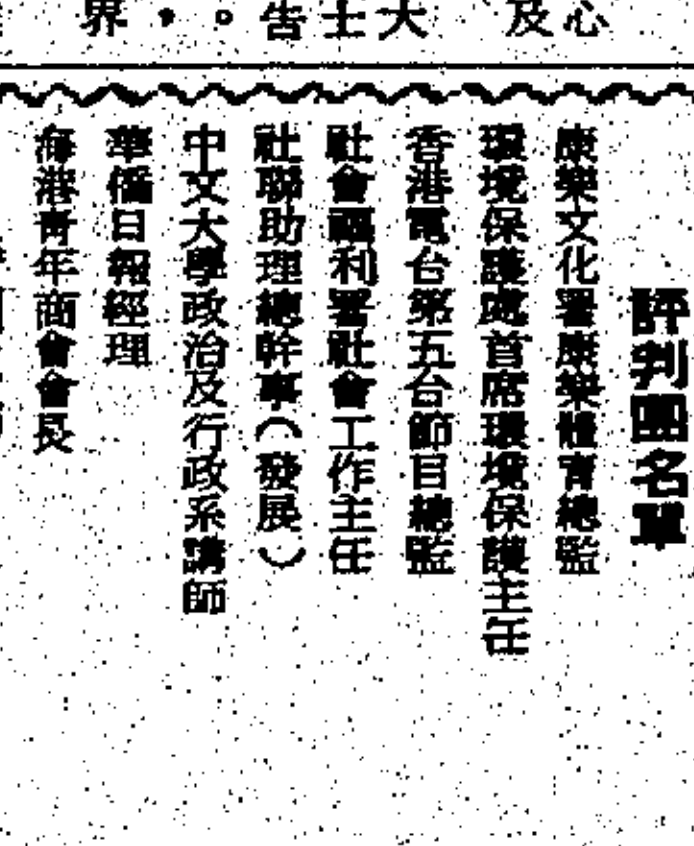 心
及
大
士
告
。
，
界
評判團名單
康樂文化署康樂體育總監
環境保護處首席環境保護主任
香港電台第五台節目總監
社會福利署社會工作主任
社聯助理總幹事（發展）
中文大學政治及行政系講師
華僑日報經理
海港青年商會會長